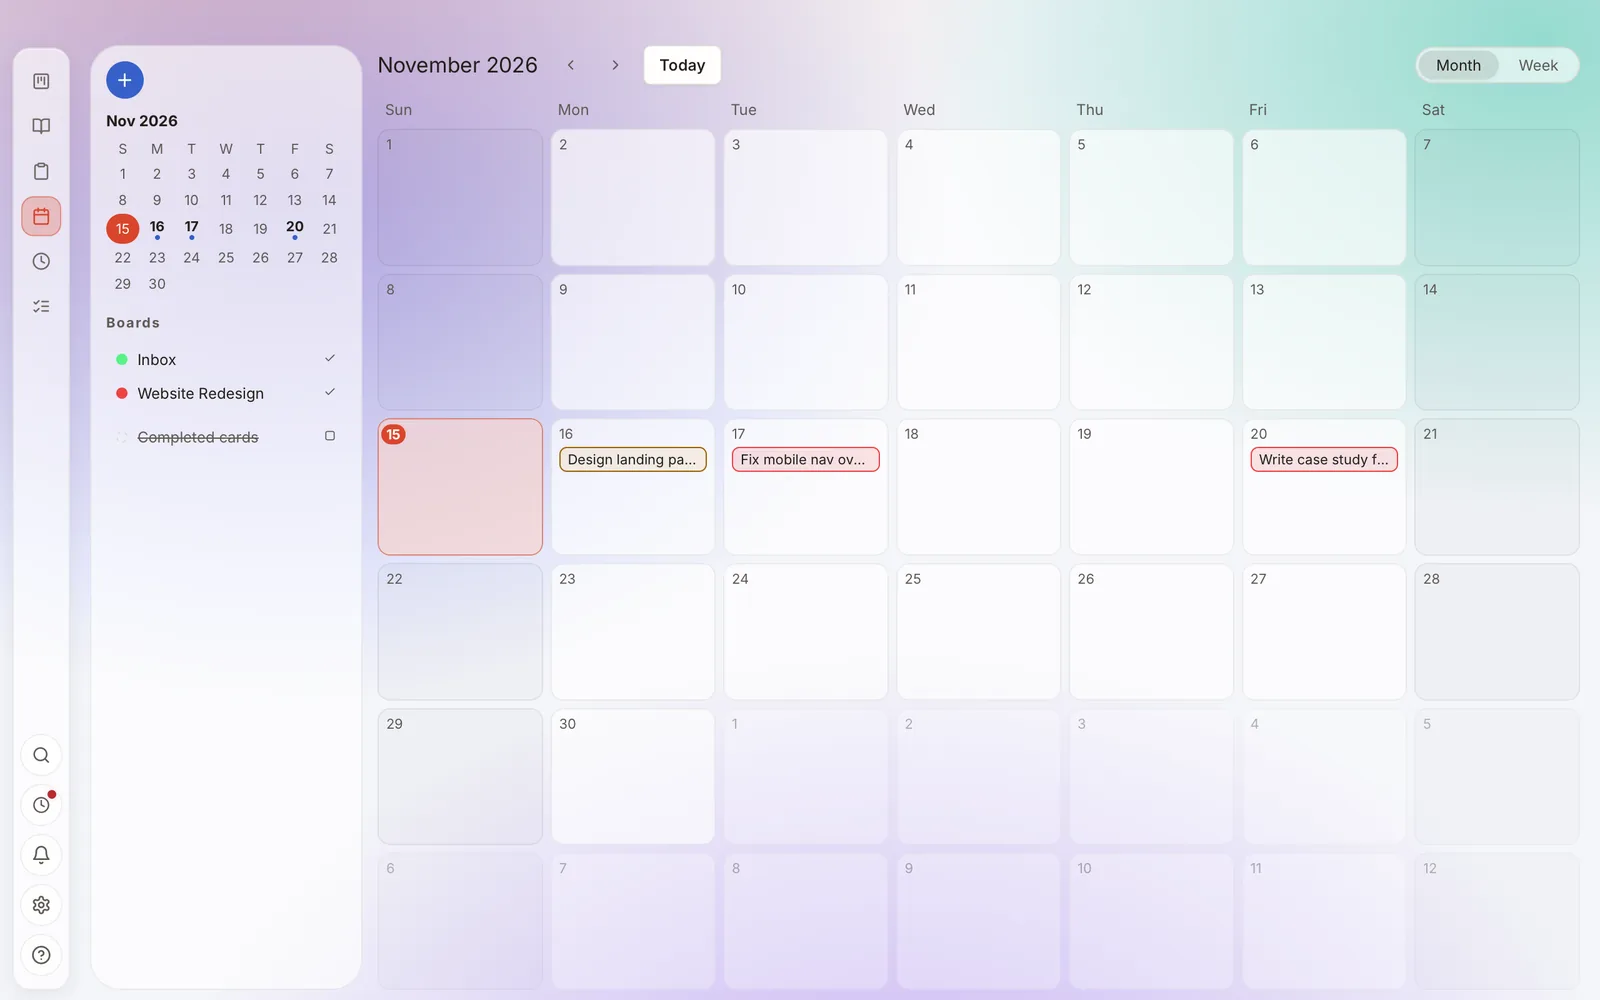 Nov 2026
S M T W T F S
1 2 3 4 5 6 7
8 9 10 11 12 13 14
15 16 17 18 19 20 21
22 23 24 25 26 27 28
29 30
Boards
Inbox
Website Redesign
Completed cards
November 2026
Today
Month Week
Sun Mon Tue Wed Thu Fri Sat
1 2 3 4 5 6 7
8 9 10 11 12 13 14
15 16 17 18 19 20 21
Design landing pa... Fix mobile nav ov... Write case study f...
22 23 24 25 26 27 28
29 30 1 2 3 4 5
6 7 8 9 10 11 12